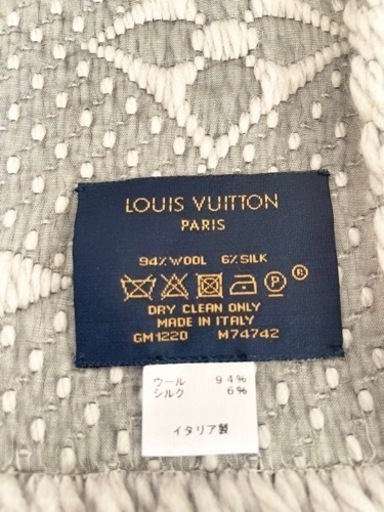 LOUIS VUITTON
PARIS
94% WOOL 6% SILK
P ®
DRY CLEAN ONLY
MADE IN ITALY
GM1220 M74742
ウール 94%
シルク 6%
イタリア製